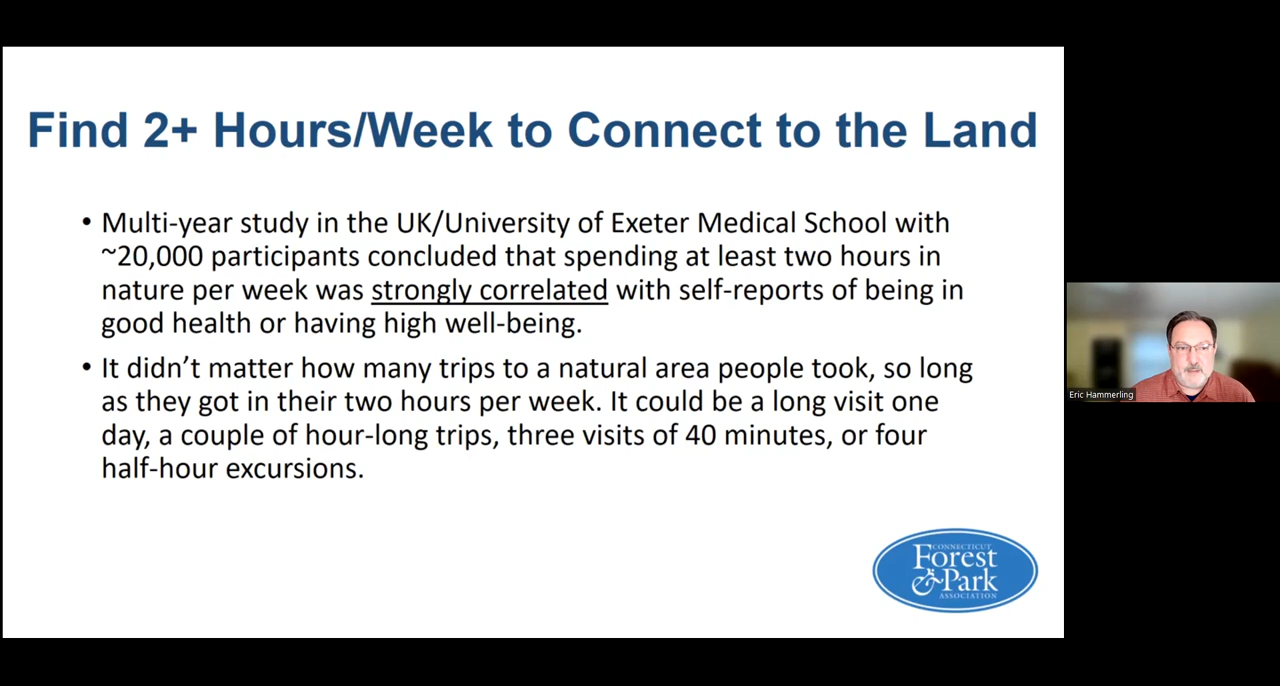 Find 2+ Hours/Week to Connect to the Land
• Multi-year study in the UK/University of Exeter Medical School with
~20,000 participants concluded that spending at least two hours in
nature per week was strongly correlated with self-reports of being in
good health or having high well-being.
• It didn’t matter how many trips to a natural area people took, so long
as they got in their two hours per week. It could be a long visit one
day, a couple of hour-long trips, three visits of 40 minutes, or four
half-hour excursions.
CONNECTICUT
Forest
& Park
ASSOCIATION
Eric Hammerling